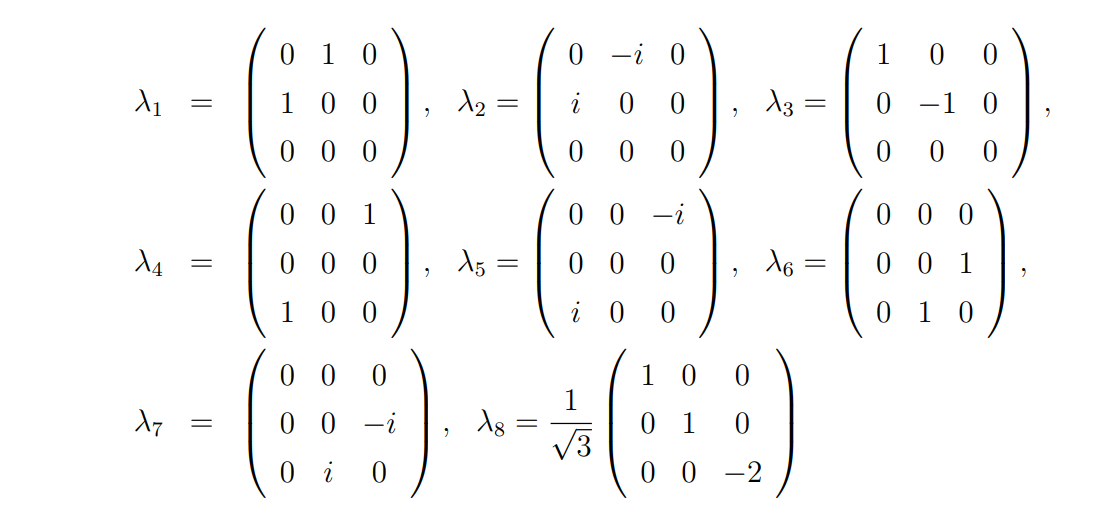 0 1 0 0 −i 0 1 0 0
λ1 = 1 0 0 , λ2 = i 0 0 , λ3 = 0 −1 0 ,
0 0 0 0 0 0 0 0 0
0 0 1 0 0 −i 0 0 0
λ4 = 0 0 0 , λ5 = 0 0 0 , λ6 = 0 0 1 ,
1 0 0 i 0 0 0 1 0
0 0 0 1 0 0
λ7 = 0 0 −i , λ8 = 1/√3 0 1 0
0 i 0 0 0 −2